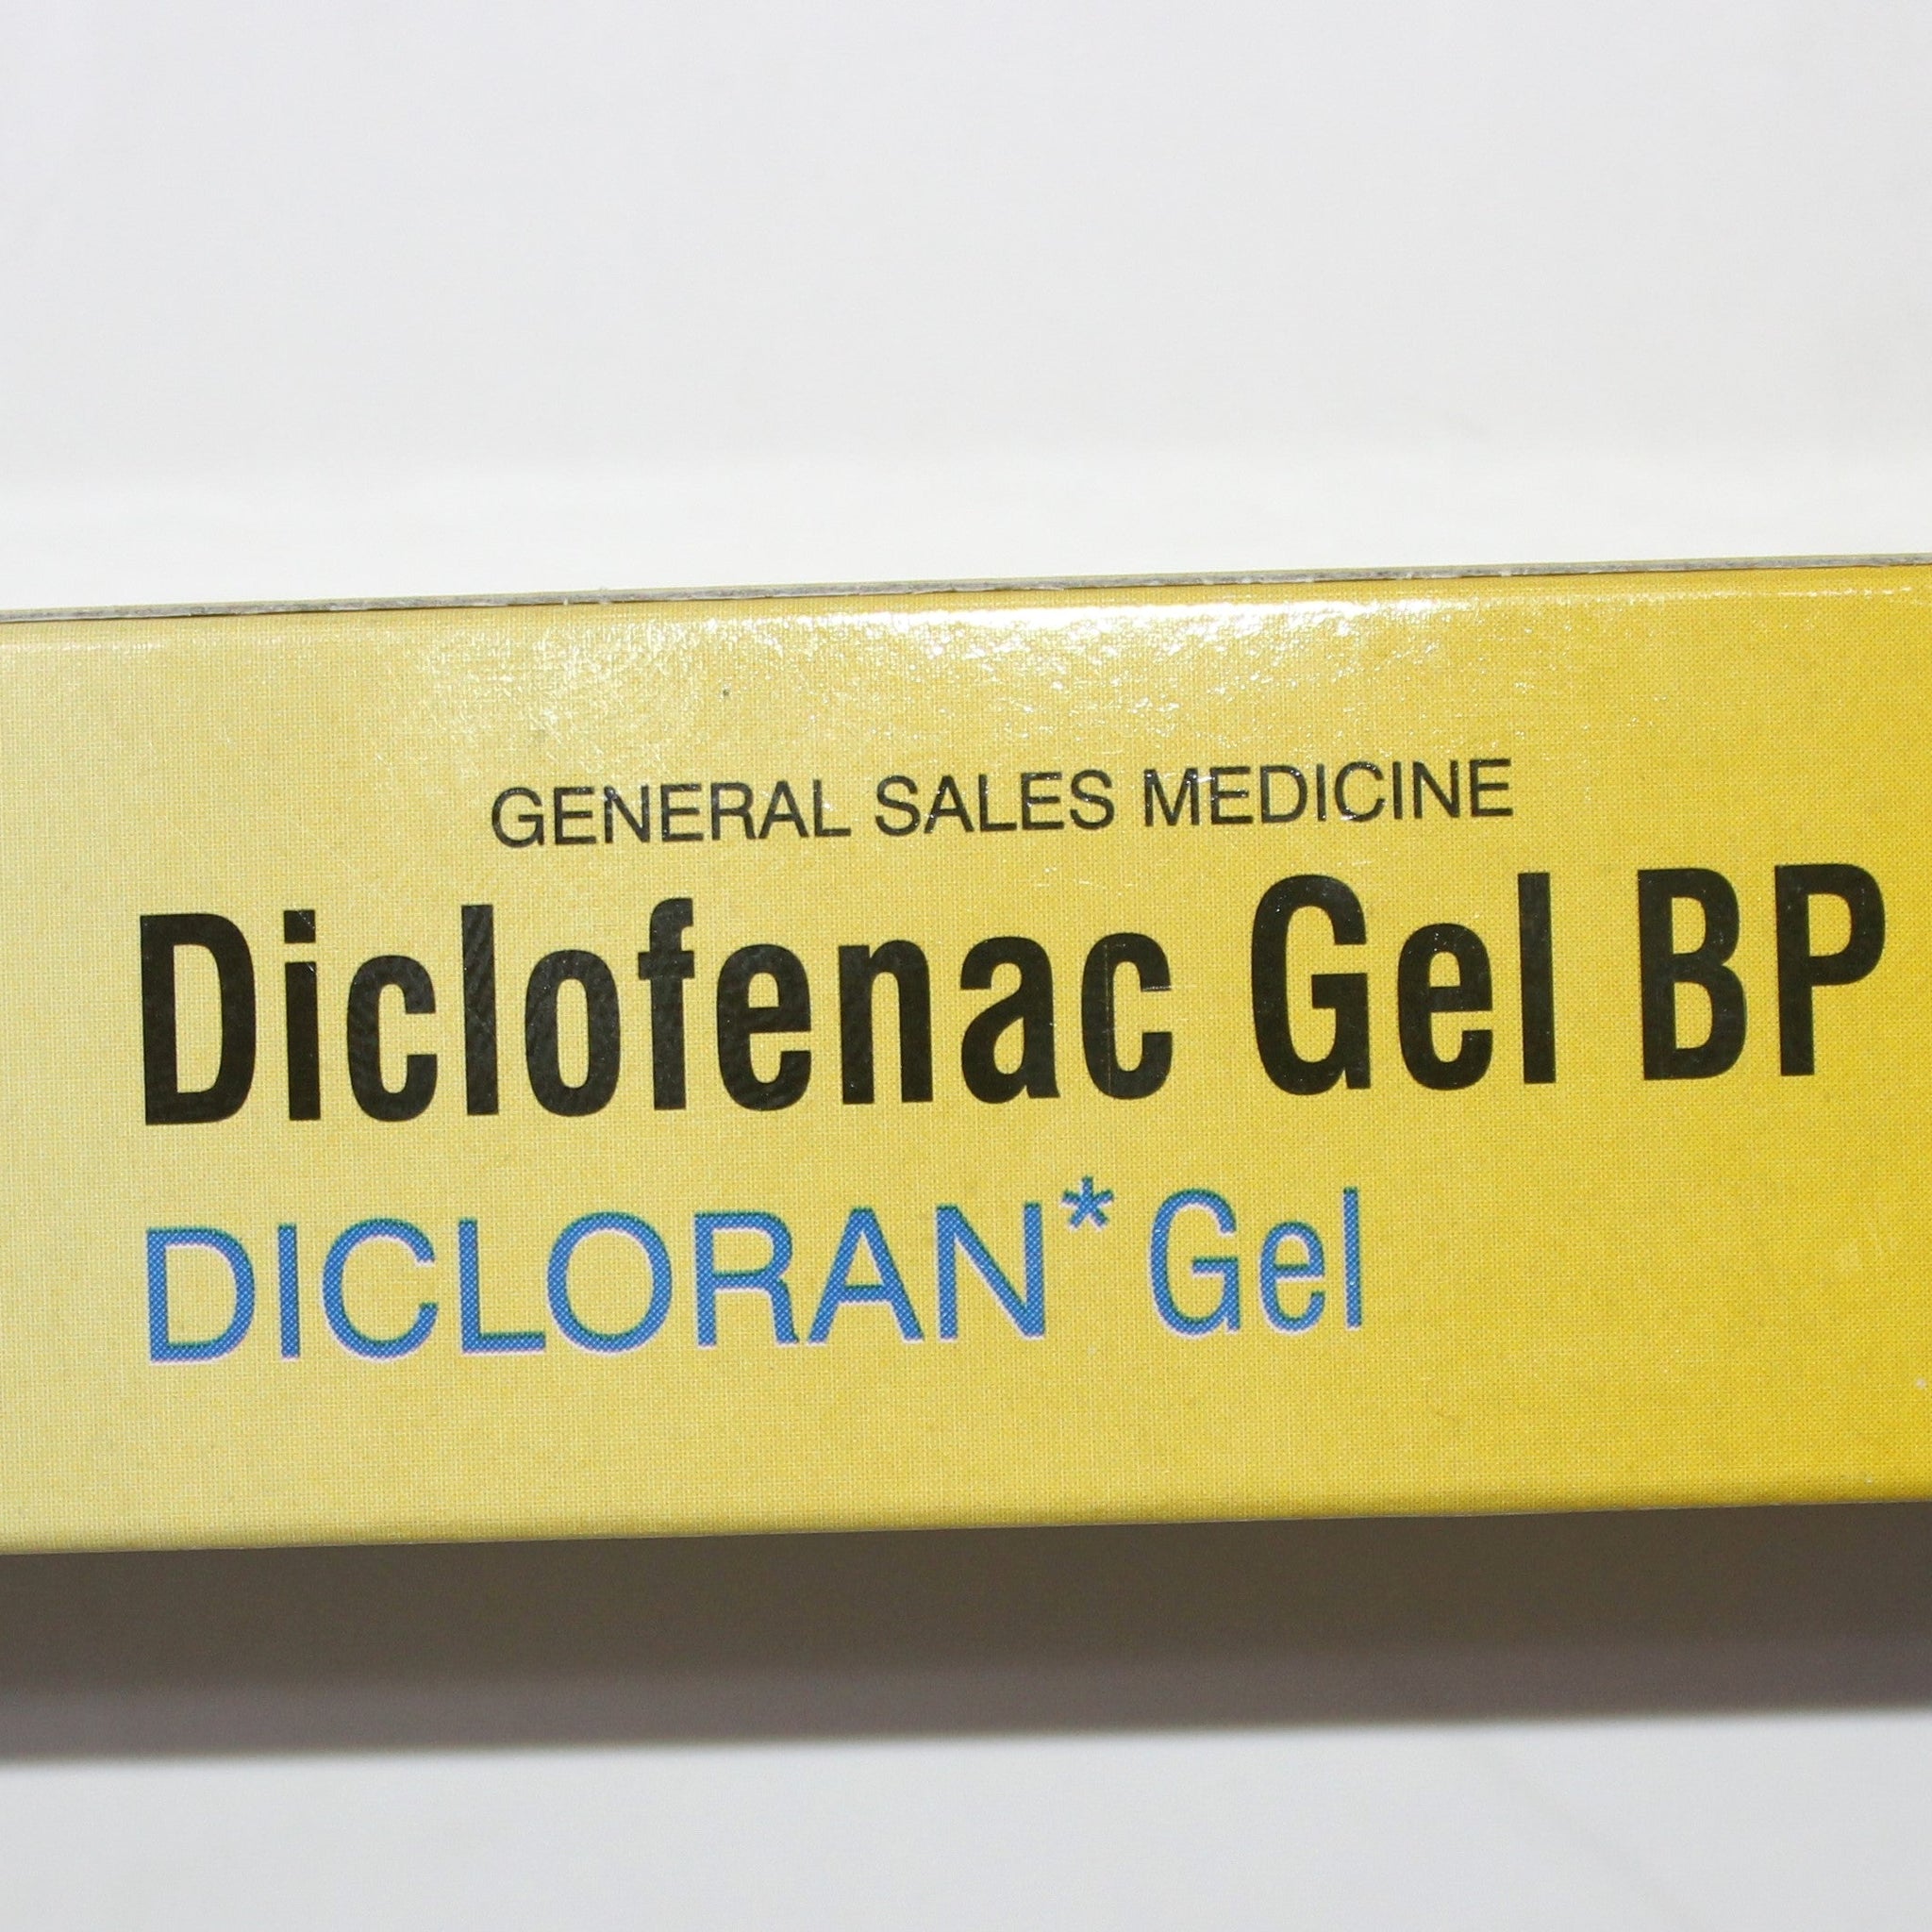 GENERAL SALES MEDICINE
Diclofenac Gel BP
DICLORAN* Gel